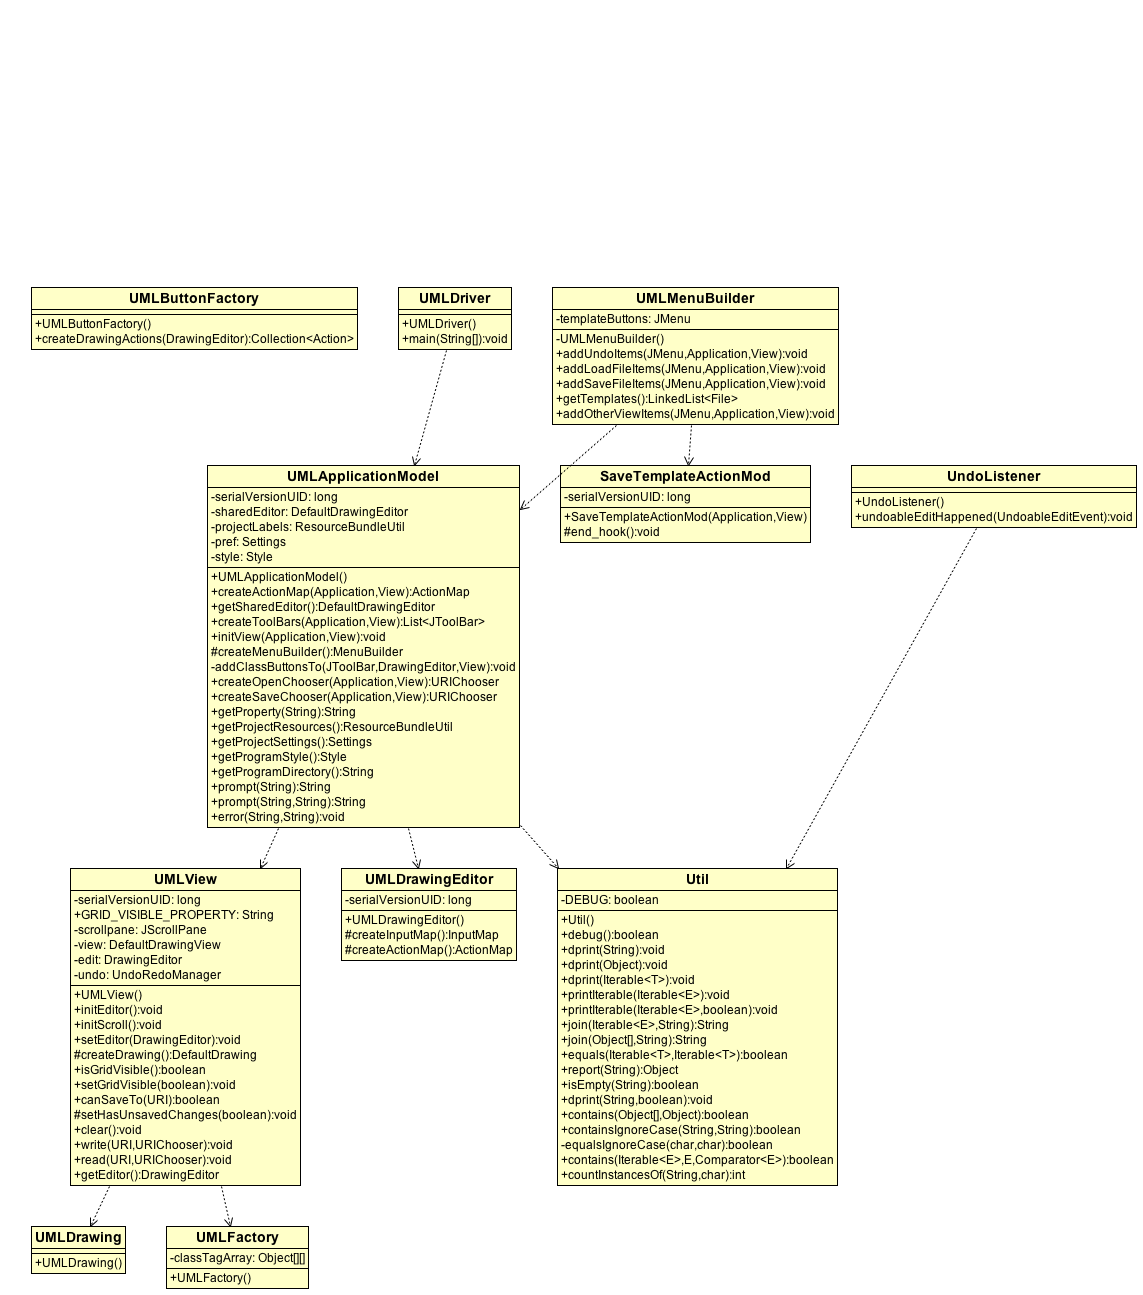 UMLButtonFactory
+UMLButtonFactory()
+createDrawingActions(DrawingEditor):Collection<Action>
UMLDriver
+UMLDriver()
+main(String[]):void
UMLMenuBuilder
-templateButtons: JMenu
-UMLMenuBuilder()
+addUndoItems(JMenu,Application,View):void
+addLoadFileItems(JMenu,Application,View):void
+addSaveFileItems(JMenu,Application,View):void
+getTemplates():LinkedList<File>
+addOtherViewItems(JMenu,Application,View):void
UMLApplicationModel
-serialVersionUID: long
-sharedEditor: DefaultDrawingEditor
-projectLabels: ResourceBundleUtil
-pref: Settings
-style: Style
+UMLApplicationModel()
+createActionMap(Application,View):ActionMap
+getSharedEditor():DefaultDrawingEditor
+createToolBars(Application,View):List<JToolBar>
+initView(Application,View):void
#createMenuBuilder():MenuBuilder
-addClassButtonsTo(JToolBar,DrawingEditor,View):void
+createOpenChooser(Application,View):URIChooser
+createSaveChooser(Application,View):URIChooser
+getProperty(String):String
+getProjectResources():ResourceBundleUtil
+getProjectSettings():Settings
+getProgramStyle():Style
+getProgramDirectory():String
+prompt(String):String
+prompt(String,String):String
+error(String,String):void
SaveTemplateActionMod
-serialVersionUID: long
+SaveTemplateActionMod(Application,View)
#end_hook():void
UndoListener
+UndoListener()
+undoableEditHappened(UndoableEditEvent):void
UMLView
-serialVersionUID: long
+GRID_VISIBLE_PROPERTY: String
-scrollpane: JScrollPane
-view: DefaultDrawingView
-edit: DrawingEditor
-undo: UndoRedoManager
+UMLView()
+initEditor():void
+initScroll():void
+setEditor(DrawingEditor):void
#createDrawing():DefaultDrawing
+isGridVisible():boolean
+setGridVisible(boolean):void
+canSaveTo(URI):boolean
#setHasUnsavedChanges(boolean):void
+clear():void
+write(URI,URIChooser):void
+read(URI,URIChooser):void
+getEditor():DrawingEditor
UMLDrawingEditor
-serialVersionUID: long
+UMLDrawingEditor()
#createInputMap():InputMap
#createActionMap():ActionMap
Util
-DEBUG: boolean
+Util()
+debug():boolean
+dprint(String):void
+dprint(Object):void
+dprint(Iterable<T>):void
+printIterable(Iterable<E>):void
+printIterable(Iterable<E>,boolean):void
+join(Iterable<E>,String):String
+join(Object[],String):String
+equals(Iterable<T>,Iterable<T>):boolean
+report(String):Object
+isEmpty(String):boolean
+dprint(String,boolean):void
+contains(Object[],Object):boolean
+containsIgnoreCase(String,String):boolean
-equalsIgnoreCase(char,char):boolean
+contains(Iterable<E>,E,Comparator<E>):boolean
+countInstancesOf(String,char):int
UMLDrawing
+UMLDrawing()
UMLFactory
-classTagArray: Object[][]
+UMLFactory()